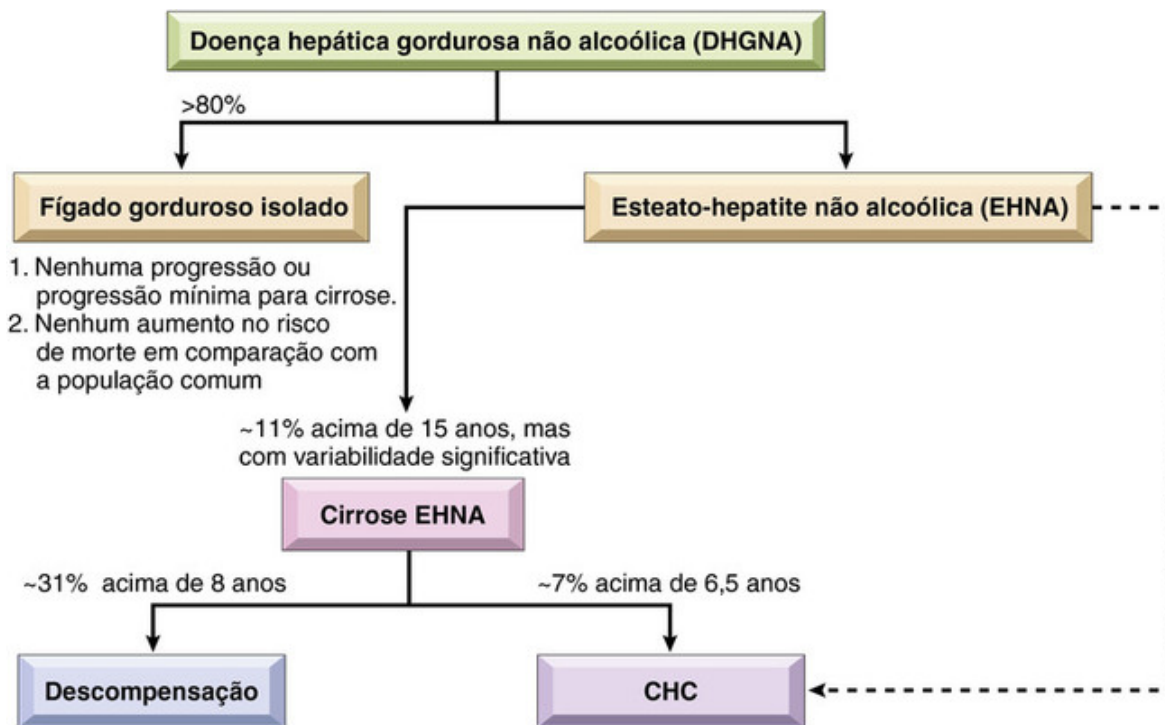 Doença hepática gordurosa não alcoólica (DHGNA)
>80%
Fígado gorduroso isolado
Esteato-hepatite não alcoólica (EHNA)
1. Nenhuma progressão ou
progressão mínima para cirrose.
2. Nenhum aumento no risco
de morte em comparação com
a população comum
~11% acima de 15 anos, mas
com variabilidade significativa
Cirrose EHNA
~31% acima de 8 anos
~7% acima de 6,5 anos
Descompensação
CHC